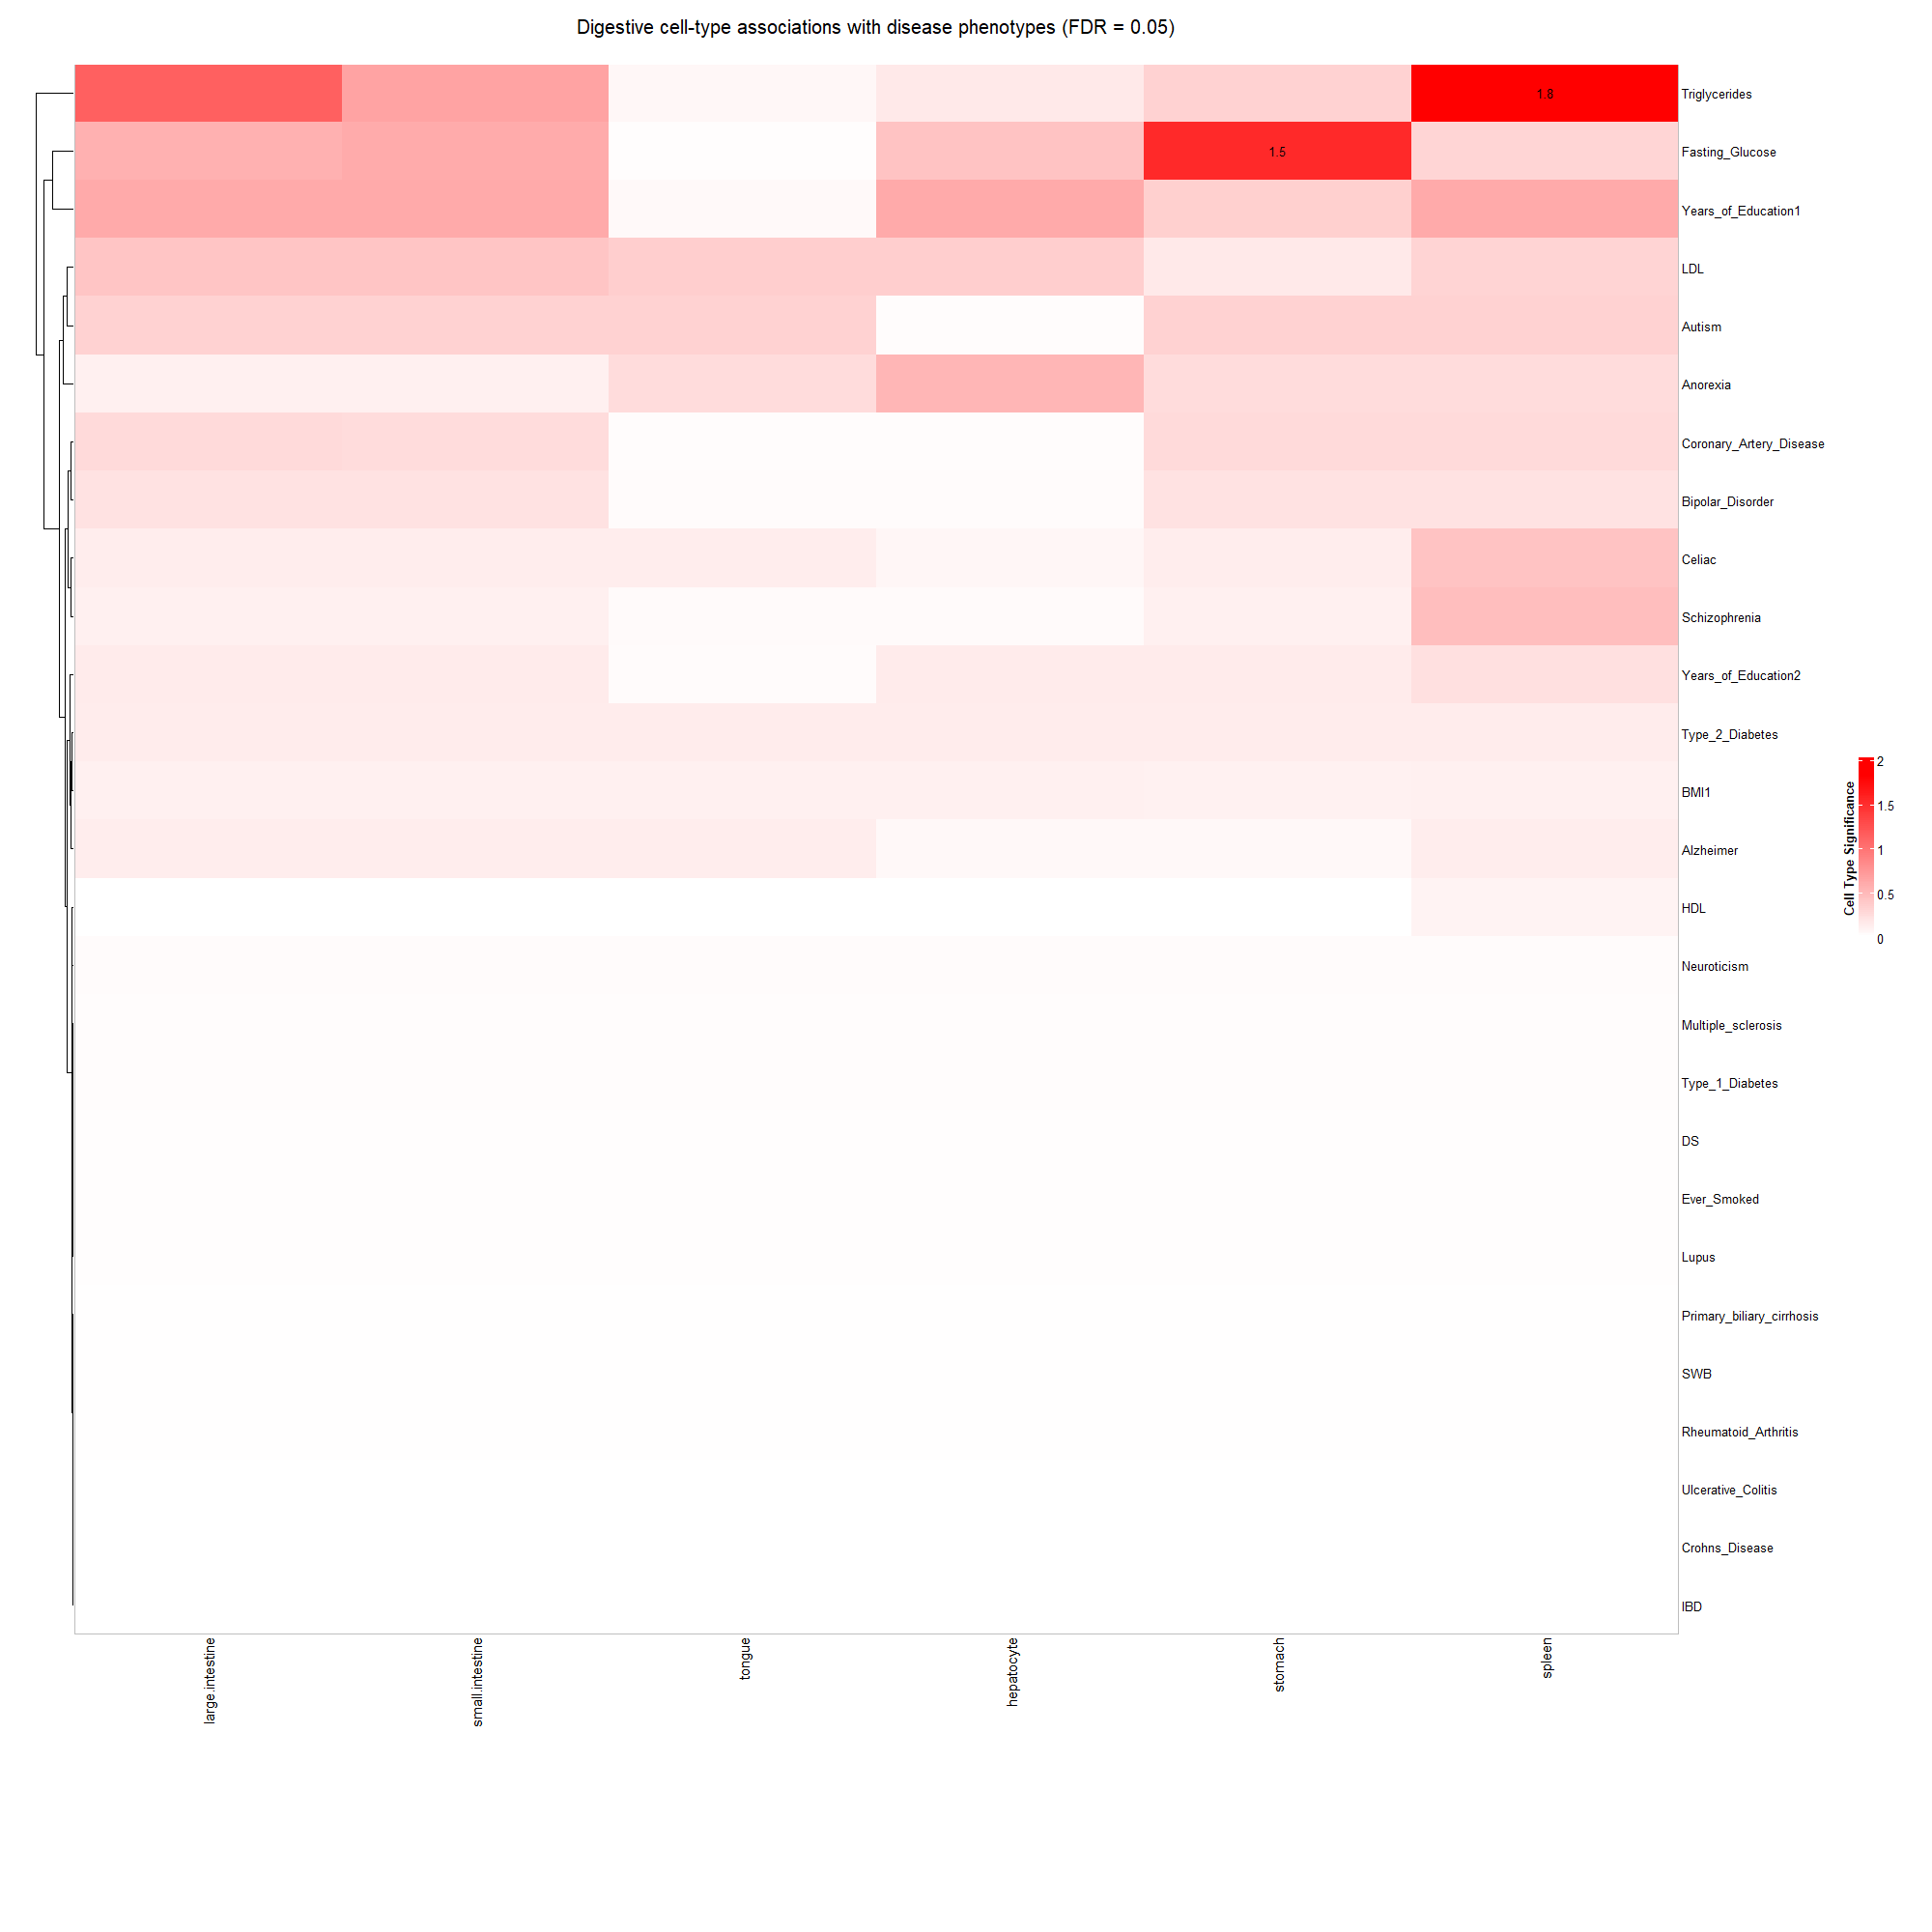 Digestive cell-type associations with disease phenotypes (FDR = 0.05)
1.8
Triglycerides
1.5
Fasting_Glucose
Years_of_Education1
LDL
Autism
Anorexia
Coronary_Artery_Disease
Bipolar_Disorder
Celiac
Schizophrenia
Years_of_Education2
Type_2_Diabetes
BMI1
Alzheimer
HDL
Neuroticism
Multiple_sclerosis
Type_1_Diabetes
DS
Ever_Smoked
Lupus
Primary_biliary_cirrhosis
SWB
Rheumatoid_Arthritis
Ulcerative_Colitis
Crohns_Disease
IBD
Cell Type Significance
2
1.5
1
0.5
0
large.intestine
small.intestine
tongue
hepatocyte
stomach
spleen